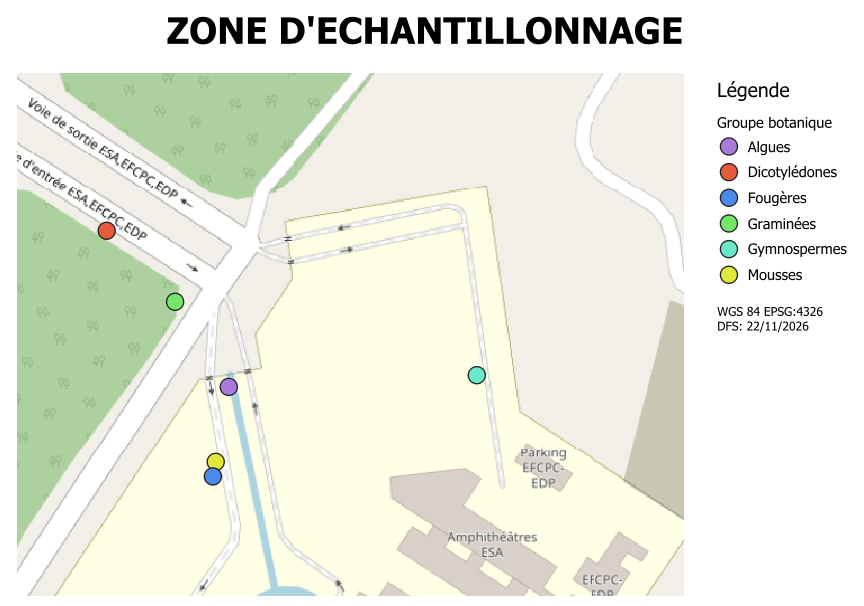 ZONE D'ECHANTILLONNAGE
Voie de sortie ESA,EFCPC,EDP
e d'entrée ESA,EFCPC,EDP
Parking
EFCPC-
EDP
Amphithéâtres
ESA
EFCPC-
EDP
Légende
Groupe botanique
Algues
Dicotylédones
Fougères
Graminées
Gymnospermes
Mousses
WGS 84 EPSG:4326
DFS: 22/11/2026